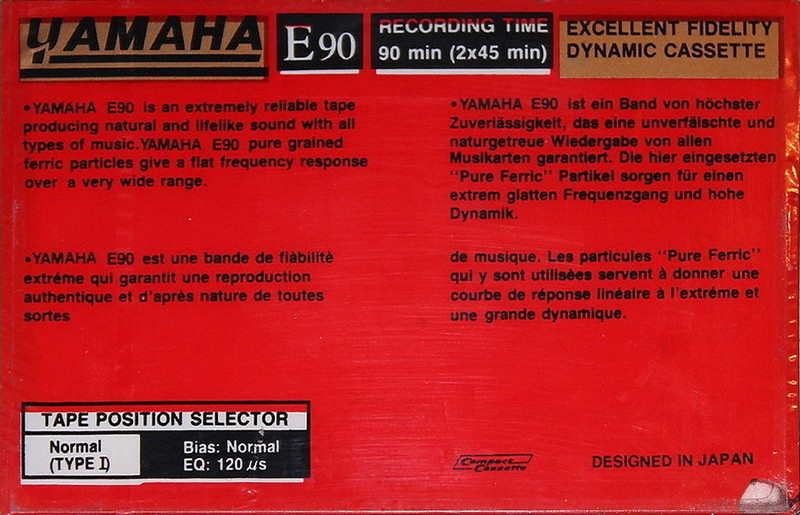 YAMAHA
E90
RECORDING TIME
90 min (2x45 min)
EXCELLENT FIDELITY
DYNAMIC CASSETTE
•YAMAHA E90 is an extremely reliable tape
producing natural and lifelike sound with all
types of music.YAMAHA E90 pure grained
ferric particles give a flat frequency response
over a very wide range.
•YAMAHA E90 ist ein Band von höchster
Zuveriässigkeit, das eine unverfälschte und
naturgetreue Wiedergabe von allen
Musikarten garantiert. Die hier eingesetzten
"Pure Ferric" Partikel sorgen für einen
extrem glatten Frequenzgang und hohe
Dynamik.
•YAMAHA E90 est une bande de fiàbilitè
extréme qui garantit une reproduction
authentique et d'après nature de toutes
sortes
de musique. Les particules "Pure Ferric"
qui y sont utilisèes servent à donner une
courbe de réponse linéaire à l'extréme et
une grande dynamique.
TAPE POSITION SELECTOR
Normal
(TYPE I)
Bias: Normal
EQ: 120 µs
Compact
Cassette
DESIGNED IN JAPAN